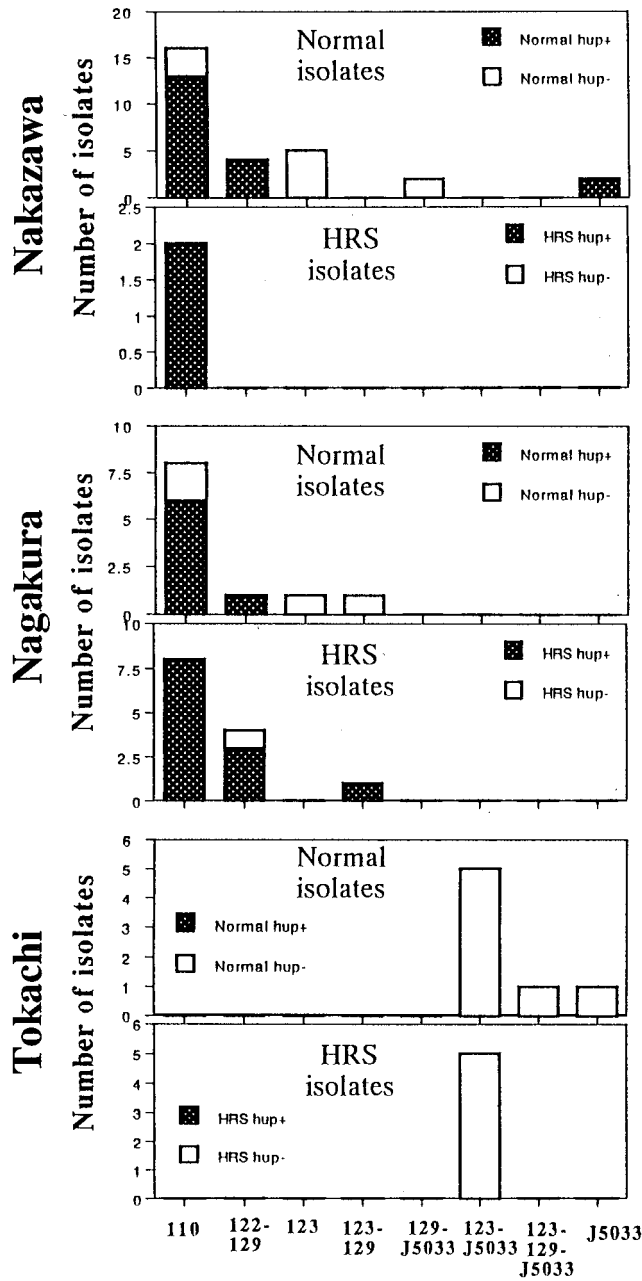 Nakazawa
Number of isolates
20
15
10
5
0
Normal
isolates
Normal hup+
Normal hup-
2.5
2
1.5
1
0.5
0
HRS
isolates
HRS hup+
HRS hup-
Nagakura
Number of isolates
10
7.5
5
2.5
0
Normal
isolates
Normal hup+
Normal hup-
10
7.5
5
2.5
0
HRS
isolates
HRS hup+
HRS hup-
Tokachi
Number of isolates
6
5
4
3
2
1
0
Normal
isolates
Normal hup+
Normal hup-
6
5
4
3
2
1
0
HRS
isolates
HRS hup+
HRS hup-
110
122-
129
123
123-
129
129-
J5033
123-
J5033
123-
129-
J5033
J5033